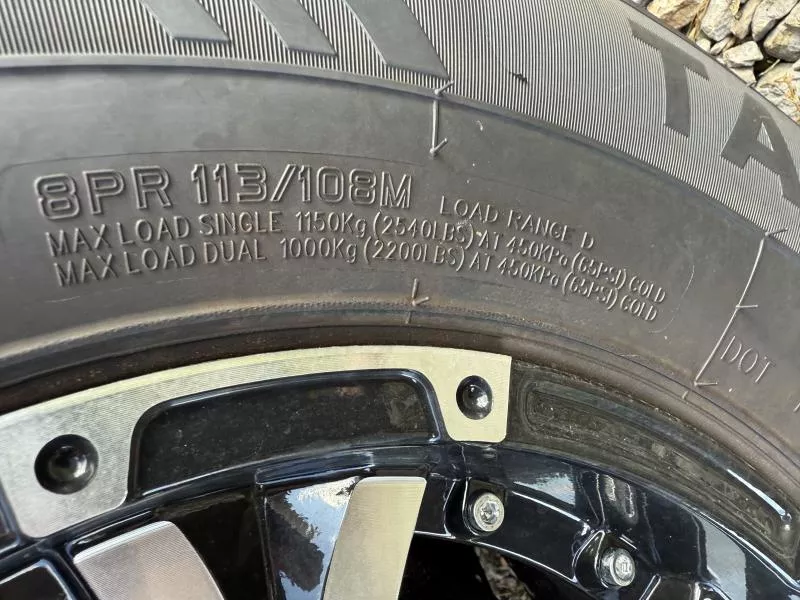 TA
8PR 113/108M LOAD RANGE D
MAX LOAD SINGLE 1150Kg (2540LBS) AT 450KPa (65PSI) COLD
MAX LOAD DUAL 1000Kg (2200LBS) AT 450KPa (65PSI) COLD
DOT